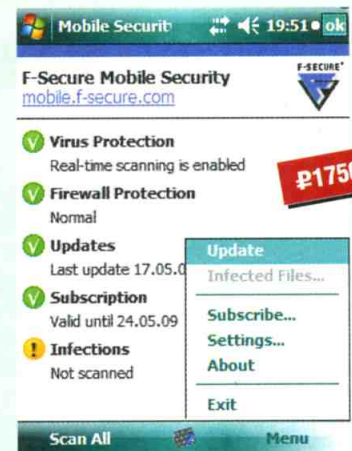 Mobile Securit 19:51 ok
F-Secure Mobile Security
mobile.f-secure.com
F-SECURE
Virus Protection
Real-time scanning is enabled
₽1750
Firewall Protection
Normal
Updates
Last update 17.05.0
Subscription
Valid until 24.05.09
Infections
Not scanned
Update
Infected Files...
Subscribe...
Settings...
About
Exit
Scan All
Menu